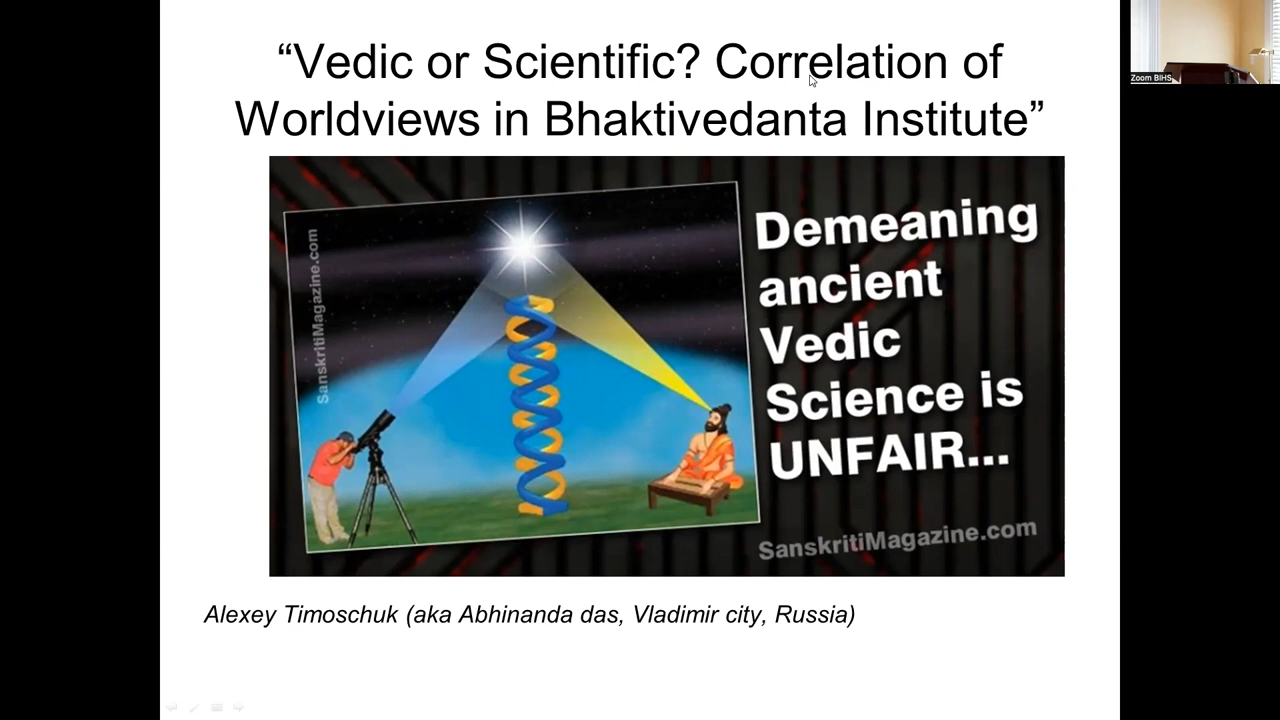 “Vedic or Scientific? Correlation of
Worldviews in Bhaktivedanta Institute”
SanskritiMagazine.com
Demeaning
ancient
Vedic
Science is
UNFAIR...
SanskritiMagazine.com
Alexey Timoschuk (aka Abhinanda das, Vladimir city, Russia)
Zoom BIHS